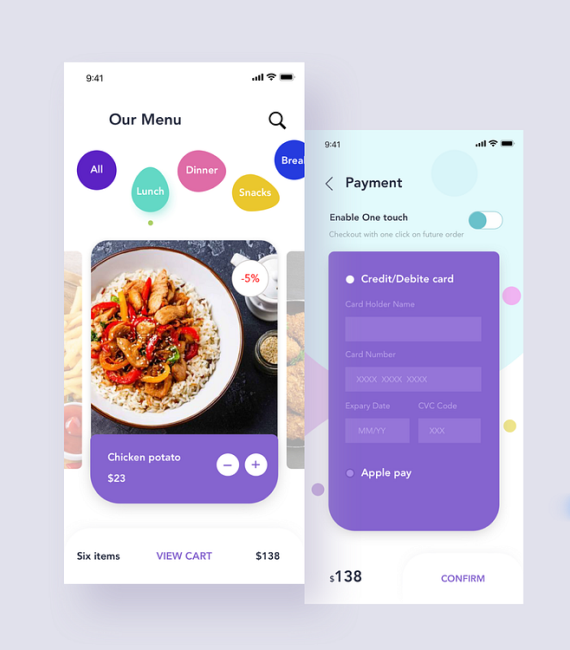 9:41
Our Menu
All
Lunch
Dinner
Snacks
Brea
-5%
Chicken potato
$23
Six items
VIEW CART
$138
9:41
Payment
Enable One touch
Checkout with one click on future order
Credit/Debite card
Card Holder Name
Card Number
XXXX XXXX XXXX
Expary Date
CVC Code
MM/YY
XXX
Apple pay
$138
CONFIRM